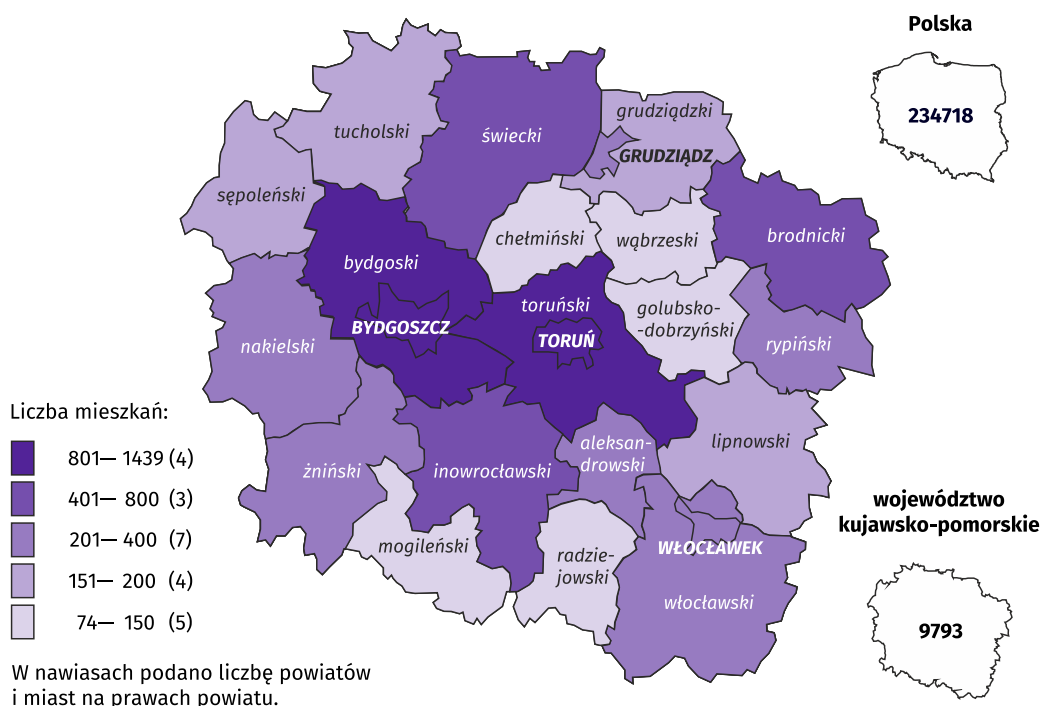 Polska
234718
tucholski
świecki
grudziądzki
GRUDZIĄDZ
sępoleński
chełmiński
wąbrzeski
brodnicki
bydgoski
toruński
golubsko-
-dobrzyński
BYDGOSZCZ
TORUŃ
nakielski
rypiński
Liczba mieszkań:
801— 1439 (4)
401— 800 (3)
201— 400 (7)
151— 200 (4)
74— 150 (5)
żniński
inowrocławski
aleksan-
drowski
lipnowski
mogileński
radzie-
jowski
WŁOCŁAWEK
włocławski
województwo
kujawsko-pomorskie
9793
W nawiasach podano liczbę powiatów
i miast na prawach powiatu.